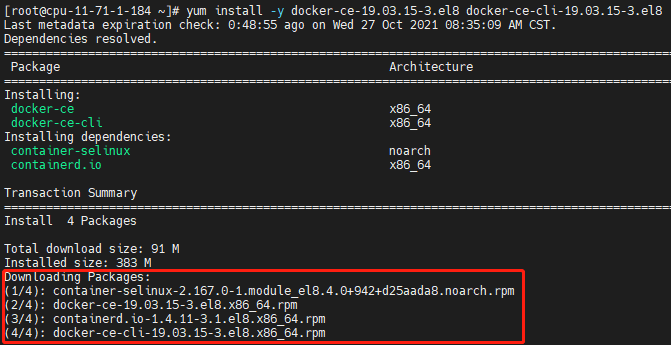 [root@cpu-11-71-1-184 ~]# yum install -y docker-ce-19.03.15-3.el8 docker-ce-cli-19.03.15-3.el8
Last metadata expiration check: 0:48:55 ago on Wed 27 Oct 2021 08:35:09 AM CST.
Dependencies resolved.
================================================================================
Package Architecture
================================================================================
Installing:
docker-ce x86_64
docker-ce-cli x86_64
Installing dependencies:
container-selinux noarch
containerd.io x86_64
Transaction Summary
================================================================================
Install  4 Packages
Total download size: 91 M
Installed size: 383 M
Downloading Packages:
(1/4): container-selinux-2.167.0-1.module_el8.4.0+942+d25aada8.noarch.rpm
(2/4): docker-ce-19.03.15-3.el8.x86_64.rpm
(3/4): containerd.io-1.4.11-3.1.el8.x86_64.rpm
(4/4): docker-ce-cli-19.03.15-3.el8.x86_64.rpm